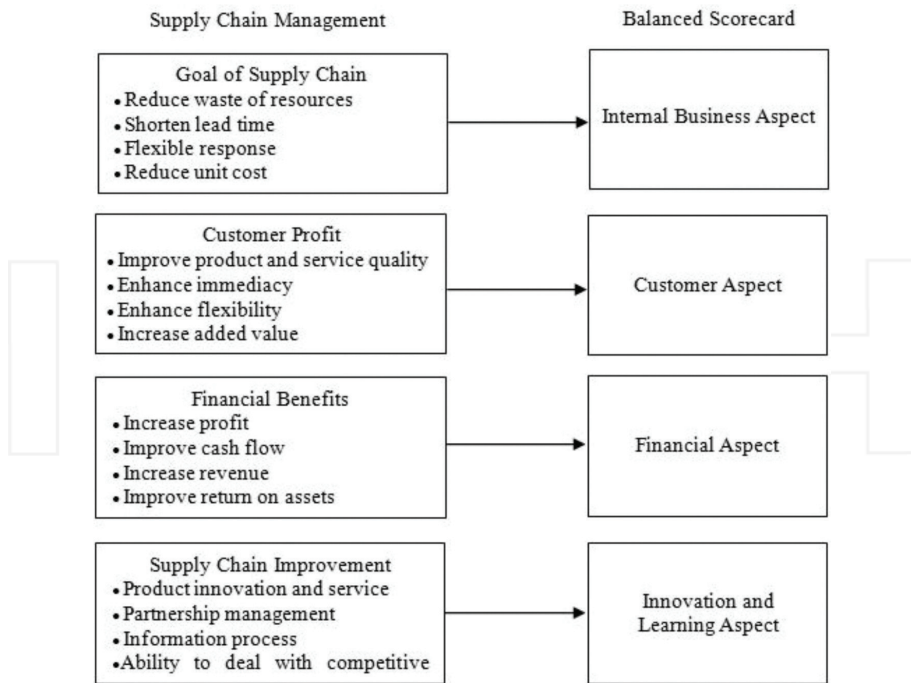 Supply Chain Management
Balanced Scorecard
Goal of Supply Chain
• Reduce waste of resources
• Shorten lead time
• Flexible response
• Reduce unit cost
Internal Business Aspect
Customer Profit
• Improve product and service quality
• Enhance immediacy
• Enhance flexibility
• Increase added value
Customer Aspect
Financial Benefits
• Increase profit
• Improve cash flow
• Increase revenue
• Improve return on assets
Financial Aspect
Supply Chain Improvement
• Product innovation and service
• Partnership management
• Information process
• Ability to deal with competitive
Innovation and
Learning Aspect